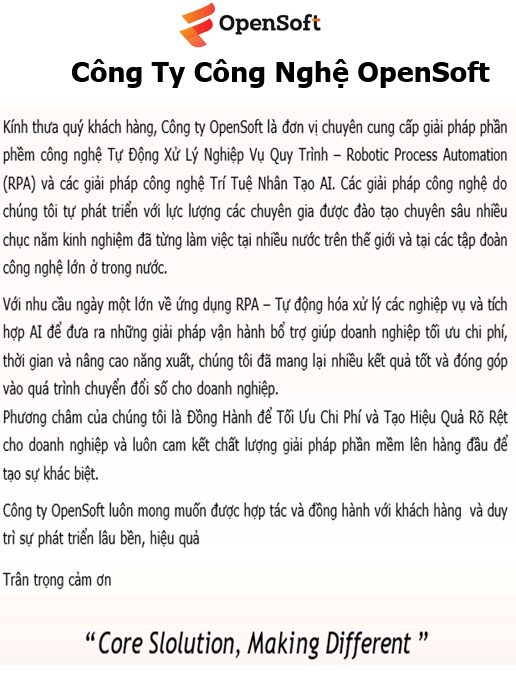 OpenSoft
Công Ty Công Nghệ OpenSoft
Kính thưa quý khách hàng, Công ty OpenSoft là đơn vị chuyên cung cấp giải pháp phần
phềm công nghệ Tự Động Xử Lý Nghiệp Vụ Quy Trình – Robotic Process Automation
(RPA) và các giải pháp công nghệ Trí Tuệ Nhân Tạo AI. Các giải pháp công nghệ do
chúng tôi tự phát triển với lực lượng các chuyên gia được đào tạo chuyên sâu nhiều
chục năm kinh nghiệm đã từng làm việc tại nhiều nước trên thế giới và tại các tập đoàn
công nghệ lớn ở trong nước.
Với nhu cầu ngày một lớn về ứng dụng RPA – Tự động hóa xử lý các nghiệp vụ và tích
hợp AI để đưa ra những giải pháp vận hành bổ trợ giúp doanh nghiệp tối ưu chi phí,
thời gian và nâng cao năng xuất, chúng tôi đã mang lại nhiều kết quả tốt và đóng góp
vào quá trình chuyển đổi số cho doanh nghiệp.
Phương châm của chúng tôi là Đồng Hành để Tối Ưu Chi Phí và Tạo Hiệu Quả Rõ Rệt
cho doanh nghiệp và luôn cam kết chất lượng giải pháp phần mềm lên hàng đầu để
tạo sự khác biệt.
Công ty OpenSoft luôn mong muốn được hợp tác và đồng hành với khách hàng và duy
trì sự phát triển lâu bền, hiệu quả
Trân trọng cảm ơn
“ Core Slolution, Making Different ”